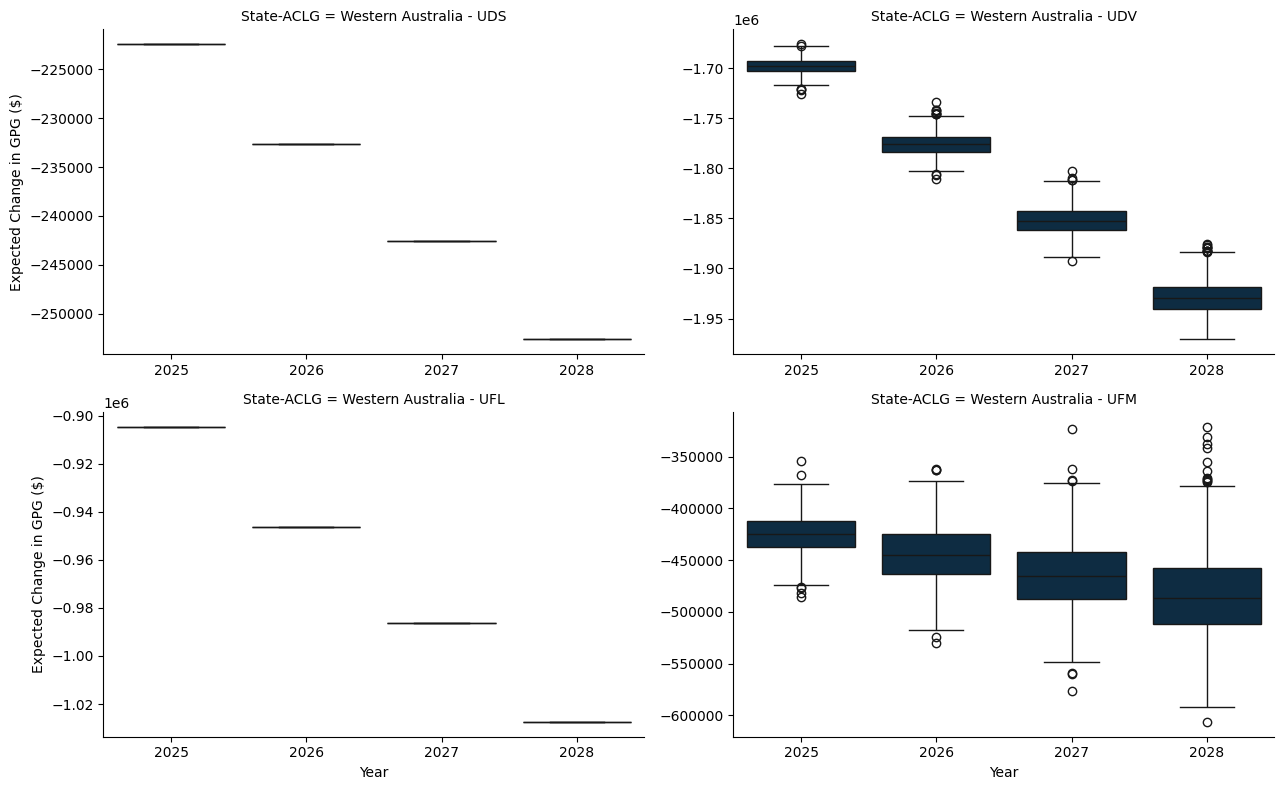 State-ACLG = Western Australia - UDS
Expected Change in GPG ($)
−225000
−230000
−235000
−240000
−245000
−250000
2025 2026 2027 2028
State-ACLG = Western Australia - UDV
1e6
−1.70
−1.75
−1.80
−1.85
−1.90
−1.95
2025 2026 2027 2028
State-ACLG = Western Australia - UFL
1e6
Expected Change in GPG ($)
−0.90
−0.92
−0.94
−0.96
−0.98
−1.00
−1.02
2025 2026 2027 2028
Year
State-ACLG = Western Australia - UFM
−350000
−400000
−450000
−500000
−550000
−600000
2025 2026 2027 2028
Year